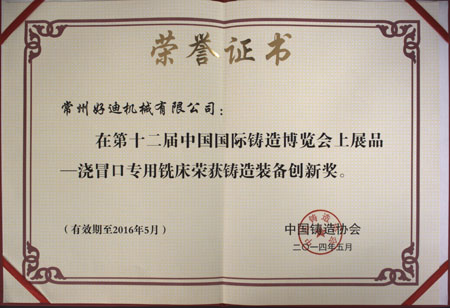 荣誉证书
常州好迪机械有限公司：
在第十二届中国国际铸造博览会上展品
—浇冒口专用铣床荣获铸造装备创新奖。
（有效期至2016年5月）
中国铸造协会
二〇一四年五月